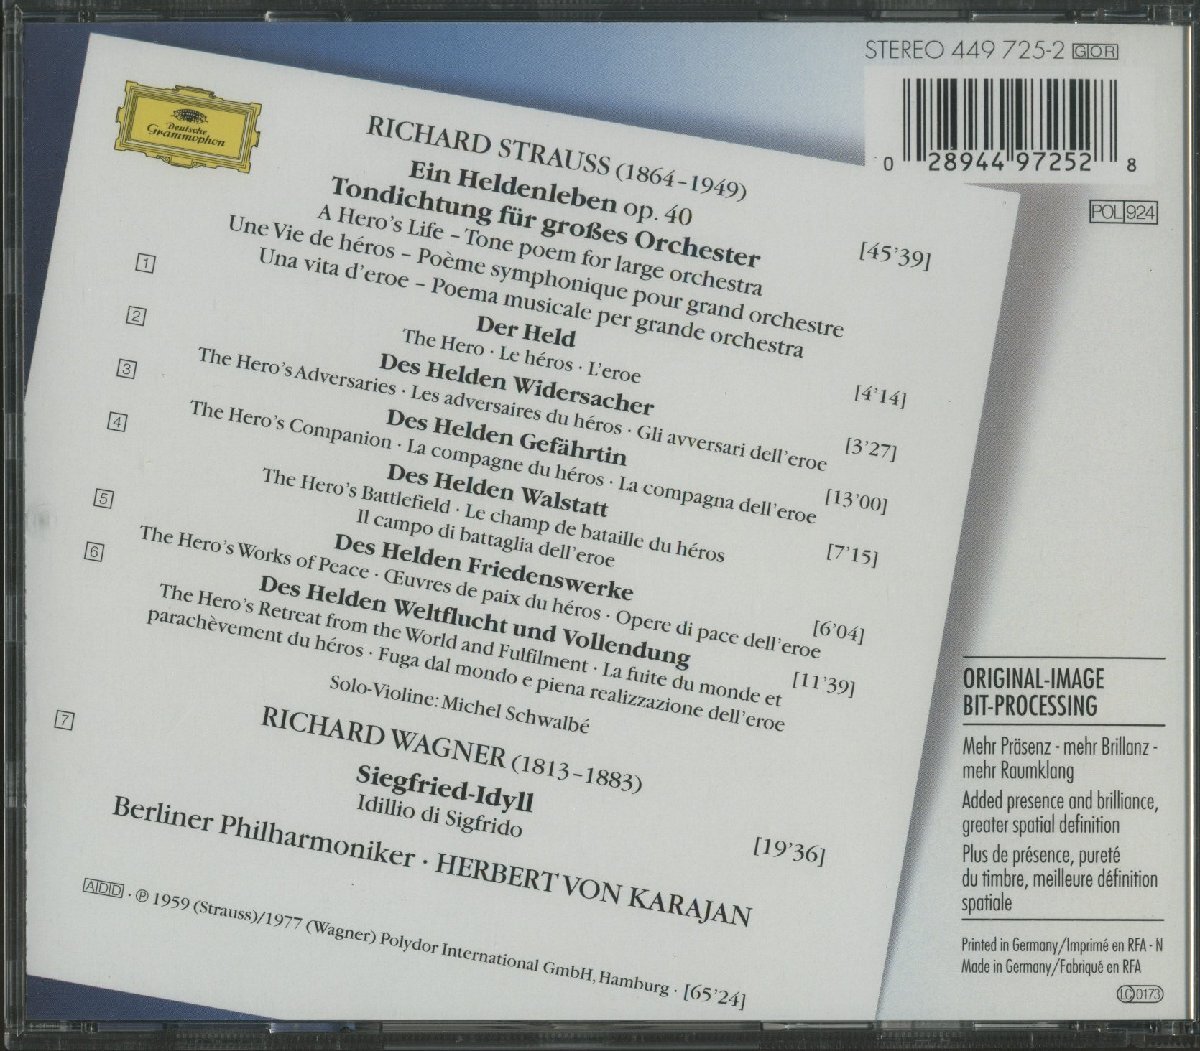 STEREO 449 725-2 GOR
0 28944 97252 8
POL 924
Deutsche
Grammophon
RICHARD STRAUSS (1864–1949)
Ein Heldenleben op. 40
Tondichtung für großes Orchester [45'39]
A Hero's Life – Tone poem for large orchestra
Une Vie de héros – Poème symphonique pour grand orchestre
Una vita d'eroe – Poema musicale per grande orchestra
1 Der Held [4'14]
The Hero · Le héros · L'eroe
2 Des Helden Widersacher [3'27]
The Hero's Adversaries · Les adversaires du héros · Gli avversari dell'eroe
3 Des Helden Gefährtin [13'00]
The Hero's Companion · La compagne du héros · La compagna dell'eroe
4 Des Helden Walstatt [7'15]
The Hero's Battlefield · Le champ de bataille du héros
Il campo di battaglia dell'eroe
5 Des Helden Friedenswerke [6'04]
The Hero's Works of Peace · Œuvres de paix du héros · Opere di pace dell'eroe
6 Des Helden Weltflucht und Vollendung [11'39]
The Hero's Retreat from the World and Fulfilment · La fuite du monde et
parachèvement du héros · Fuga dal mondo e piena realizzazione dell'eroe
Solo-Violine: Michel Schwalbé
RICHARD WAGNER (1813–1883)
7 Siegfried-Idyll [19'36]
Idillio di Sigfrido
Berliner Philharmoniker · HERBERT VON KARAJAN
ADD · ℗ 1959 (Strauss)/1977 (Wagner) Polydor International GmbH, Hamburg · [65'24]
ORIGINAL-IMAGE
BIT-PROCESSING
Mehr Präsenz - mehr Brillanz -
mehr Raumklang
Added presence and brilliance,
greater spatial definition
Plus de présence, pureté
du timbre, meilleure définition
spatiale
Printed in Germany/Imprimé en RFA - N
Made in Germany/Fabriqué en RFA
LC 0173